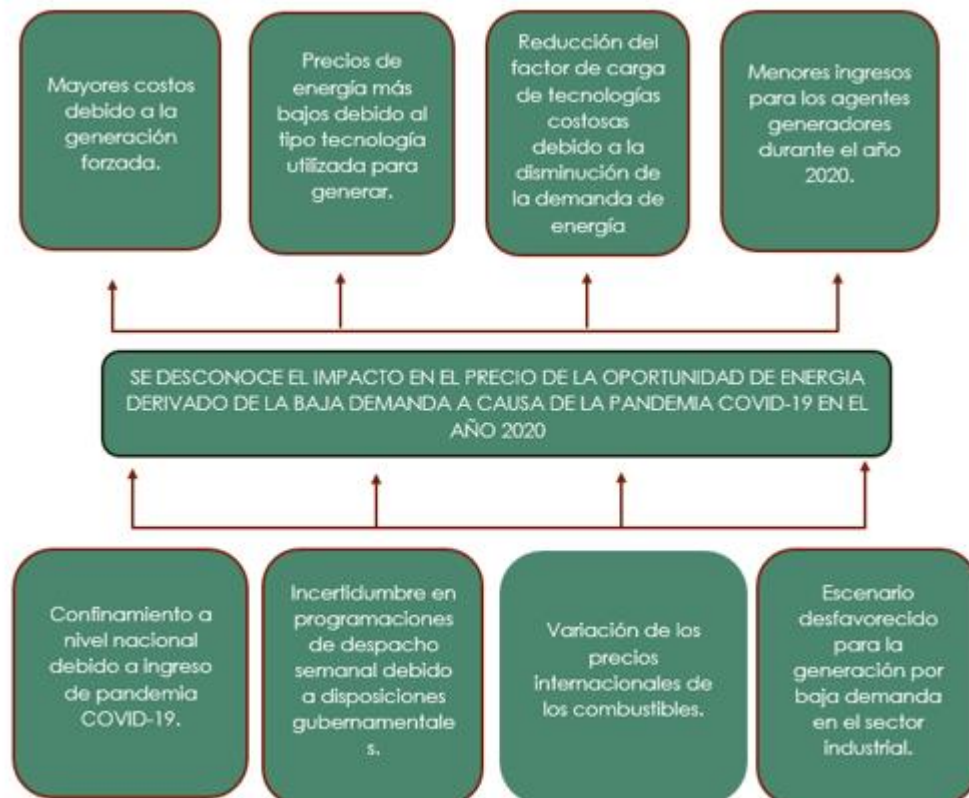 Mayores costos
debido a la
generación
forzada.
Precios de
energía más
bajos debido al
tipo tecnología
utilizada para
generar.
Reducción del
factor de carga
de tecnologías
costosas
debido a la
disminución de
la demanda de
energía
Menores ingresos
para los agentes
generadores
durante el año
2020.
SE DESCONOCE EL IMPACTO EN EL PRECIO DE LA OPORTUNIDAD DE ENERGIA
DERIVADO DE LA BAJA DEMANDA A CAUSA DE LA PANDEMIA COVID-19 EN EL
AÑO 2020
Confinamiento a
nivel nacional
debido a ingreso
de pandemia
COVID-19.
Incertidumbre en
programaciones
de despacho
semanal debido
a disposiciones
gubernamentale
s.
Variación de los
precios
internacionales de
los combustibles.
Escenario
desfavorecido
para la
generación por
baja demanda
en el sector
industrial.